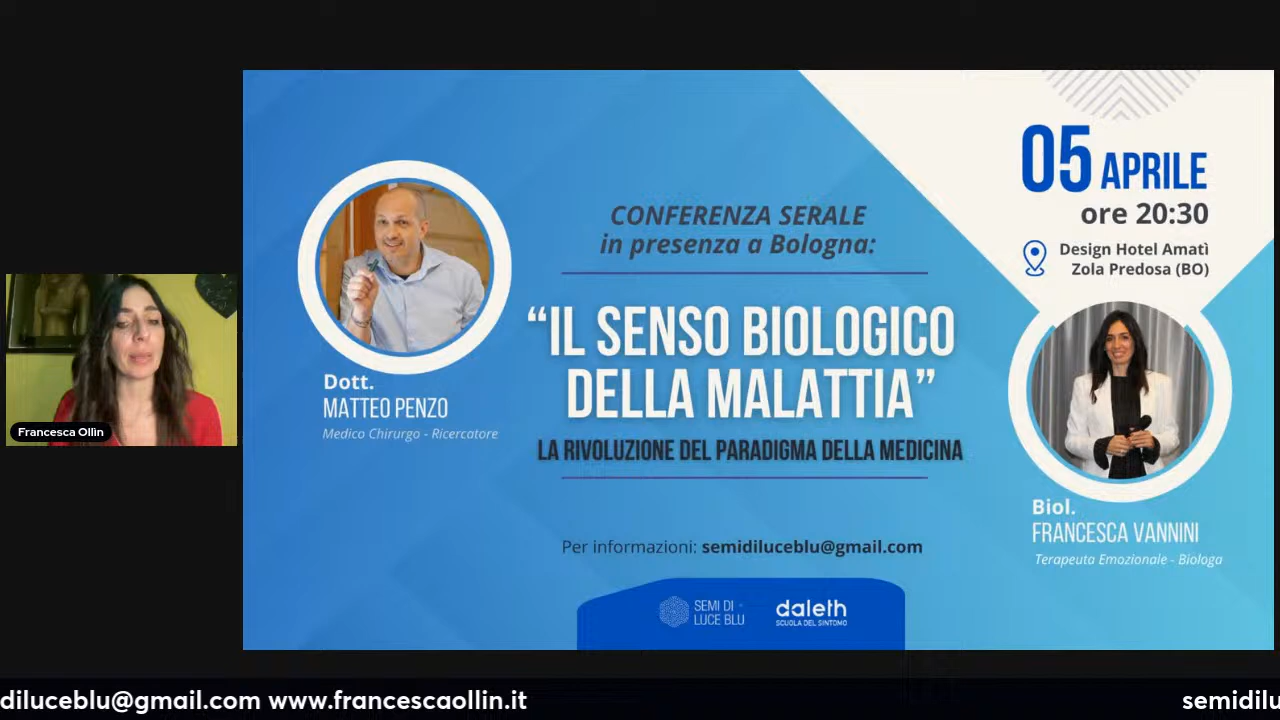 05 APRILE
ore 20:30
Design Hotel Amatì
Zola Predosa (BO)
CONFERENZA SERALE
in presenza a Bologna:
“IL SENSO BIOLOGICO
DELLA MALATTIA”
LA RIVOLUZIONE DEL PARADIGMA DELLA MEDICINA
Dott.
MATTEO PENZO
Medico Chirurgo - Ricercatore
Francesca Ollin
Biol.
FRANCESCA VANNINI
Terapeuta Emozionale - Biologa
Per informazioni: semidiluceblu@gmail.com
SEMI DI
LUCE BLU
daleth
SCUOLA DEL SINTOMO
diluceblu@gmail.com www.francescaollin.it
semidilu